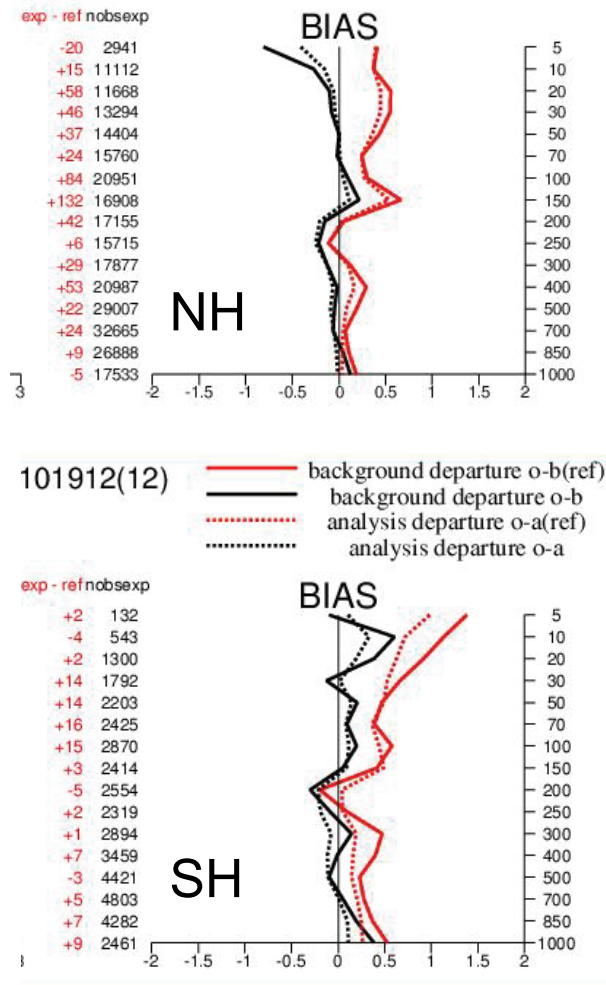 exp - ref nobsexp BIAS
-20 2941 5
+15 11112 10
+58 11668 20
+46 13294 30
+37 14404 50
+24 15760 70
+84 20951 100
+132 16908 150
+42 17155 200
+6 15715 250
+29 17877 300
+53 20987 400
+22 29007 500
+24 32665 700
+9 26888 850
-5 17533 1000
NH
3 -2 -1.5 -1 -0.5 0 0.5 1 1.5 2
101912(12)
background departure o-b(ref)
background departure o-b
analysis departure o-a(ref)
analysis departure o-a
exp - ref nobsexp BIAS
+2 132 5
-4 543 10
+2 1300 20
+14 1792 30
+14 2203 50
+16 2425 70
+15 2870 100
+3 2414 150
-5 2554 200
+2 2319 250
+1 2894 300
+7 3459 400
-3 4421 500
+5 4803 700
+7 4282 850
+9 2461 1000
SH
-2 -1.5 -1 -0.5 0 0.5 1 1.5 2